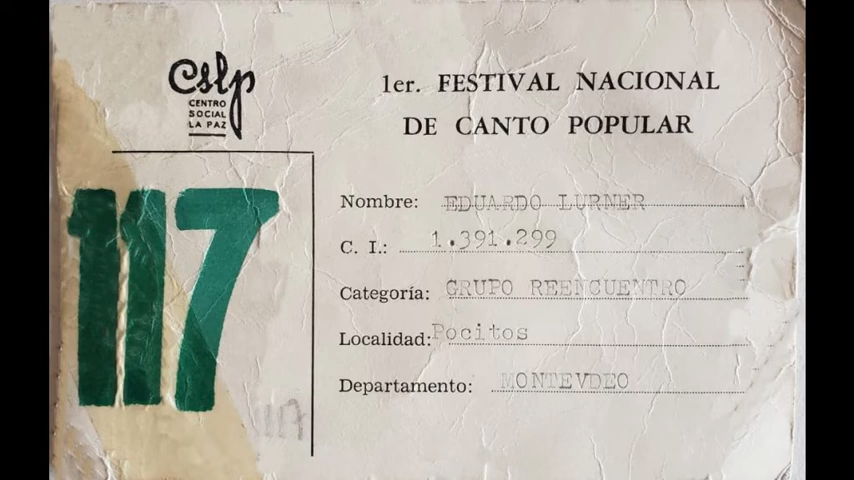 cslp
CENTRO
SOCIAL
LA PAZ
1er. FESTIVAL NACIONAL
DE CANTO POPULAR
117
Nombre: EDUARDO LURNER
C. I.: 1.391.299
Categoría: GRUPO REENCUENTRO
Localidad: Pocitos
Departamento: MONTEVDEO
117